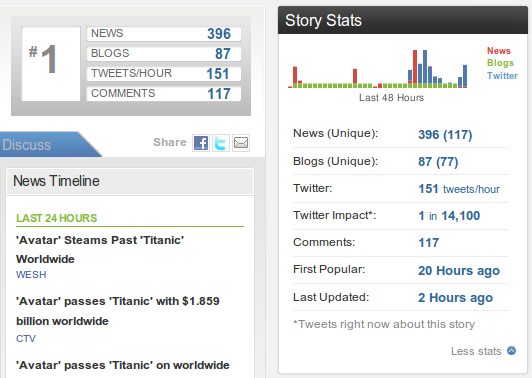 #1
NEWS 396
BLOGS 87
TWEETS/HOUR 151
COMMENTS 117
Discuss
Share
News Timeline
LAST 24 HOURS
'Avatar' Steams Past 'Titanic'
Worldwide
WESH
'Avatar' passes 'Titanic' with $1.859
billion worldwide
CTV
'Avatar' passes 'Titanic' on worldwide
Story Stats
News
Blogs
Twitter
Last 48 Hours
News (Unique): 396 (117)
Blogs (Unique): 87 (77)
Twitter: 151 tweets/hour
Twitter Impact*: 1 in 14,100
Comments: 117
First Popular: 20 Hours ago
Last Updated: 2 Hours ago
*Tweets right now about this story
Less stats